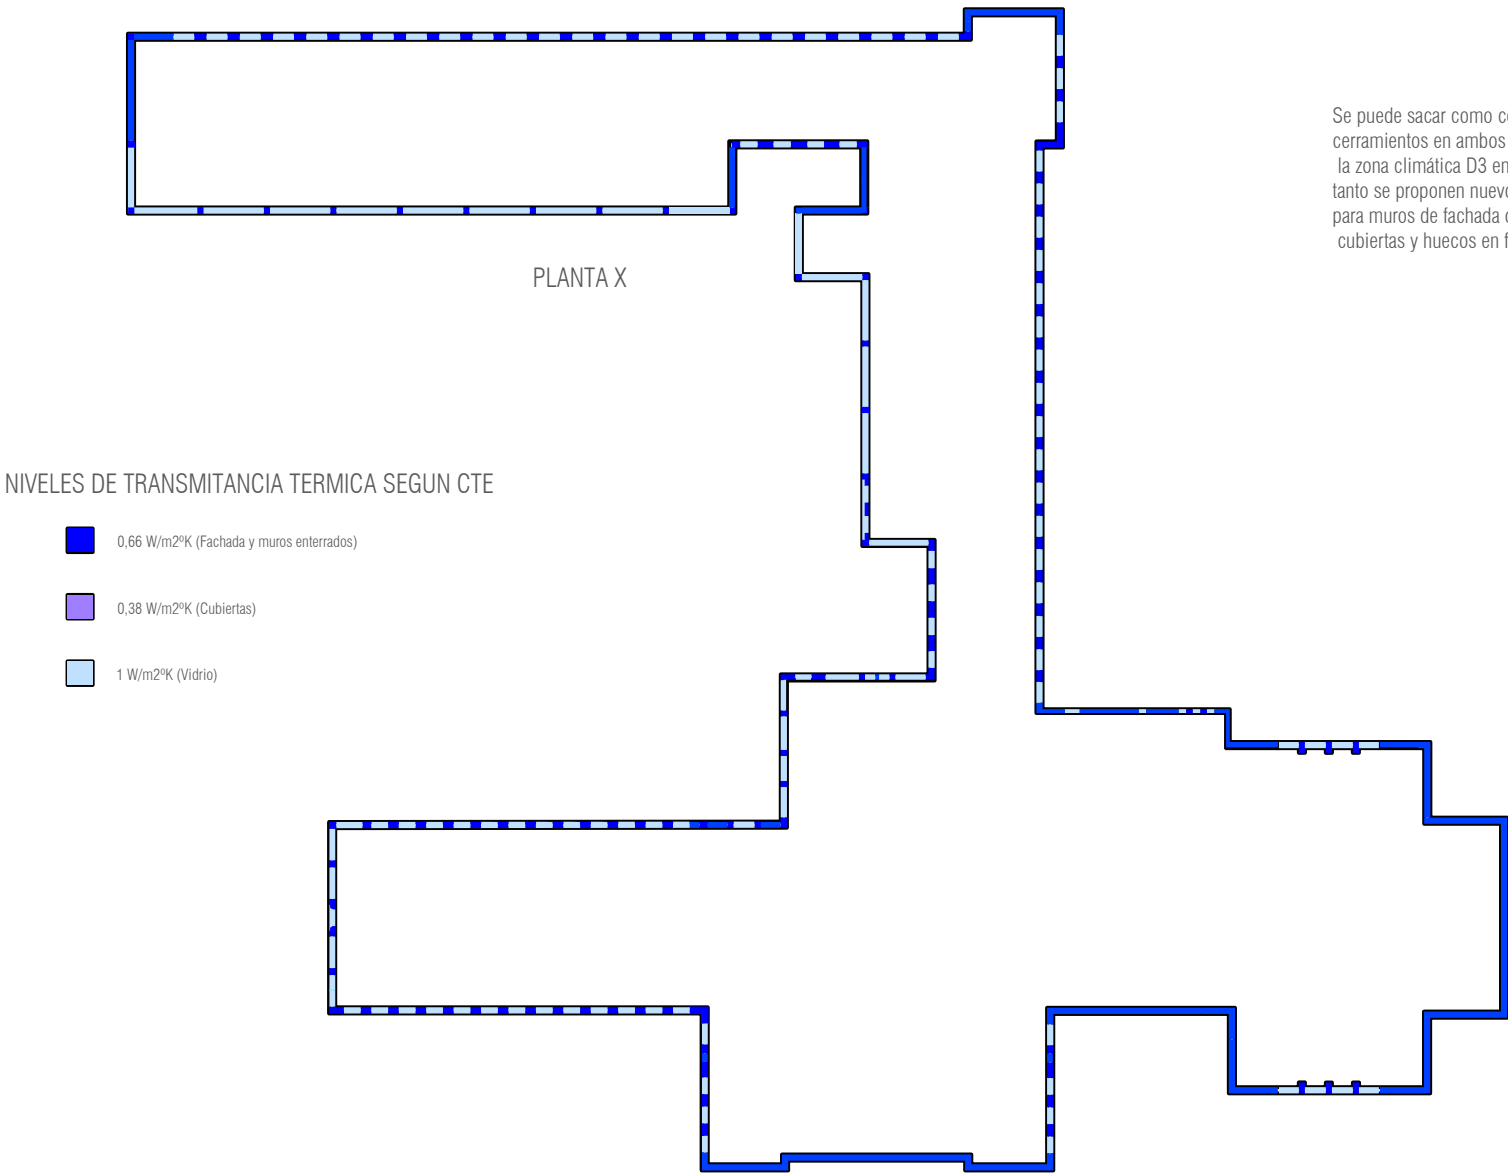 Se puede sacar como
cerramientos en ambos
la zona climática D3
tanto se proponen
para muros de fachada
cubiertas y huecos en
PLANTA X
NIVELES DE TRANSMITANCIA TERMICA SEGUN CTE
0,66 W/m2ºK (Fachada y muros enterrados)
0,38 W/m2ºK (Cubiertas)
1 W/m2ºK (Vidrio)